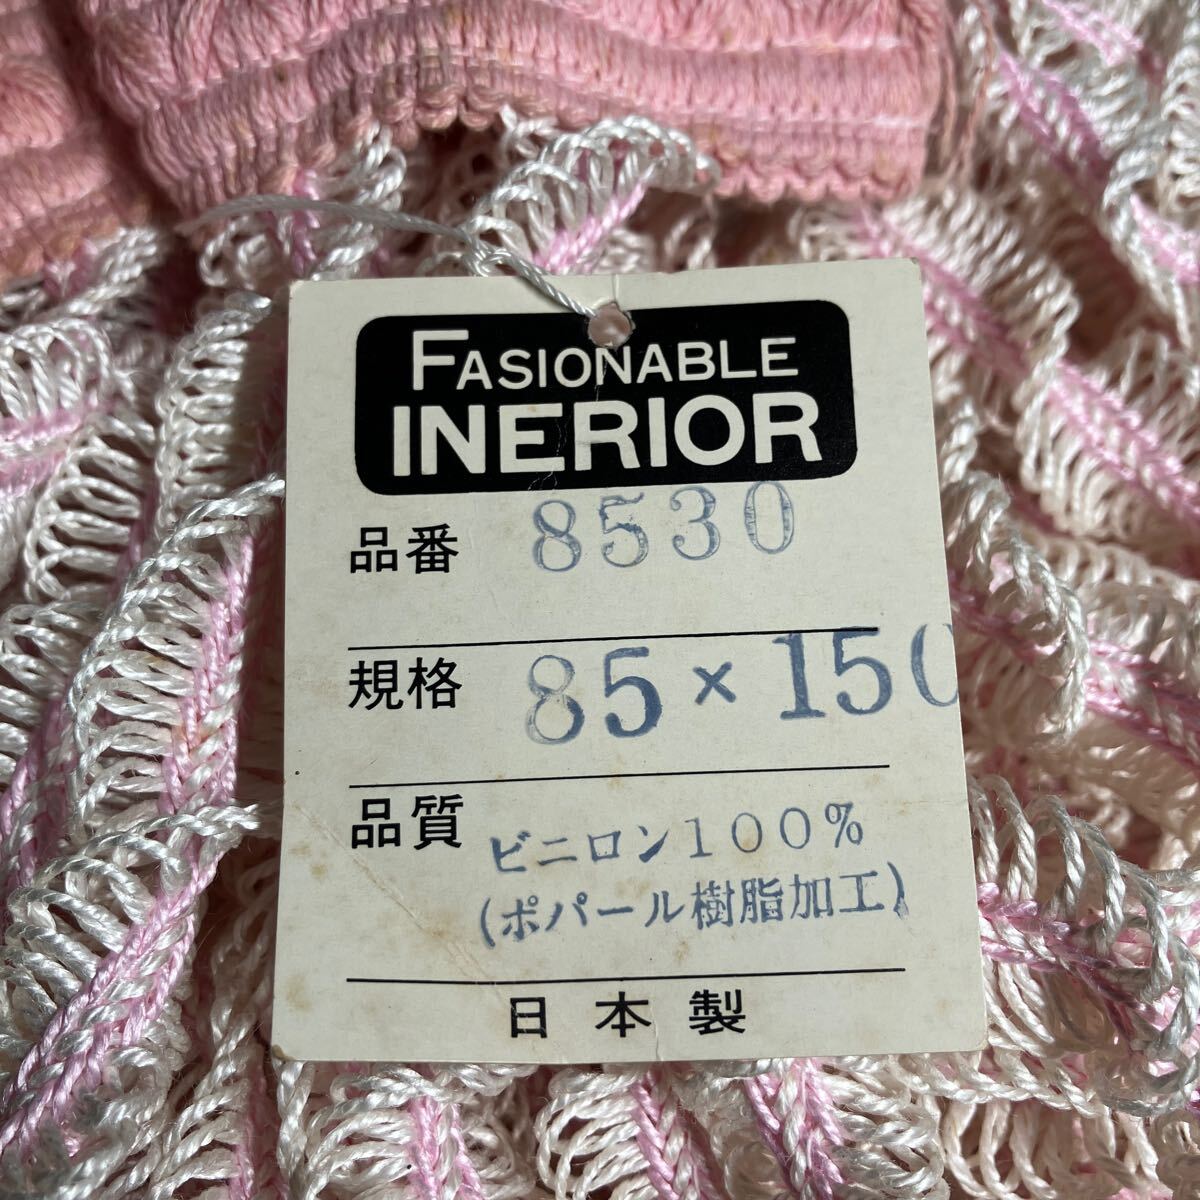 FASIONABLE
INERIOR
品番 8530
規格 85×150
品質 ビニロン100%
(ポパール樹脂加工)
日本製